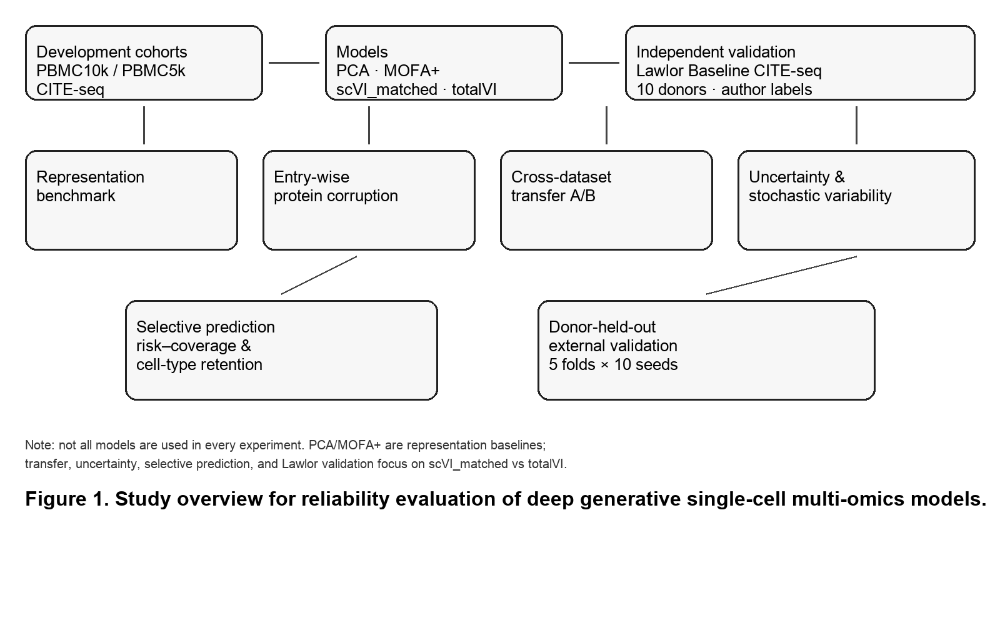 Development cohorts
PBMC10k / PBMC5k
CITE-seq
Models
PCA · MOFA+
scVI_matched · totalVI
Independent validation
Lawlor Baseline CITE-seq
10 donors · author labels
Representation
benchmark
Entry-wise
protein corruption
Cross-dataset
transfer A/B
Uncertainty &
stochastic variability
Selective prediction
risk–coverage &
cell-type retention
Donor-held-out
external validation
5 folds × 10 seeds
Note: not all models are used in every experiment. PCA/MOFA+ are representation baselines;
transfer, uncertainty, selective prediction, and Lawlor validation focus on scVI_matched vs totalVI.
Figure 1. Study overview for reliability evaluation of deep generative single-cell multi-omics models.